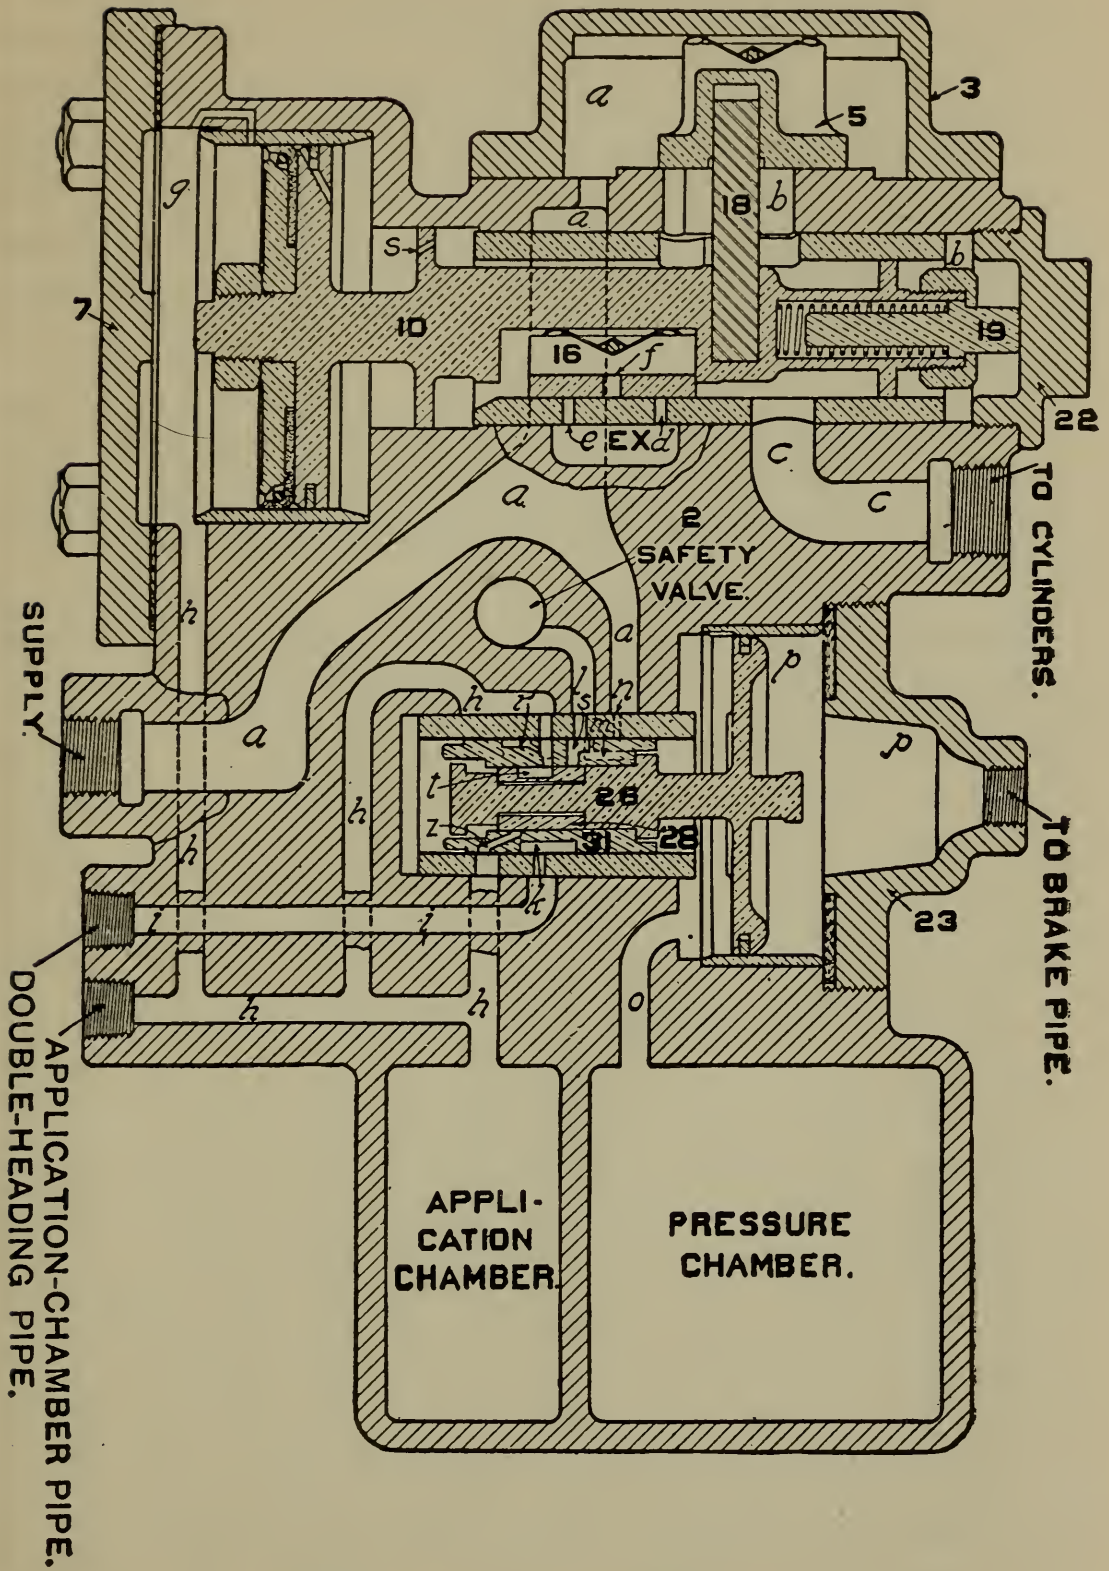 a
3
5
g
18
b
a
s
b
7
10
19
16
f
22
e EX d
c
c
TO CYLINDERS.
a
2
SAFETY
VALVE.
h
a
p
SUPPLY.
l
h
r
s
n
a
p
t
26
h
z
31
28
TO BRAKE PIPE.
h
k
23
i
i
h
h
o
DOUBLE-HEADING PIPE.
APPLICATION-CHAMBER PIPE.
APPLI-
CATION
CHAMBER.
PRESSURE
CHAMBER.